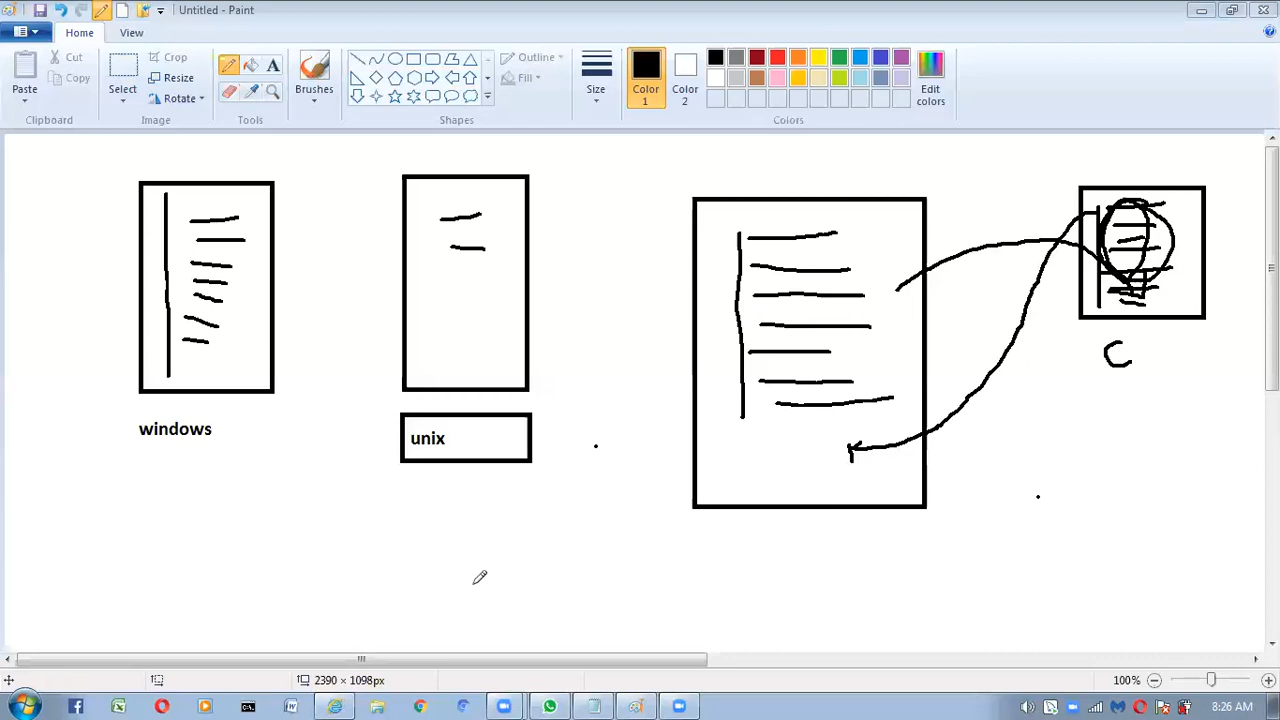 Untitled - Paint
Home
View
Paste
Cut
Copy
Clipboard
Select
Crop
Resize
Rotate
Image
Tools
Brushes
Shapes
Outline
Fill
Size
Color
1
Color
2
Edit
colors
Colors
windows
unix
C
2390 × 1098px
100%
8:26 AM